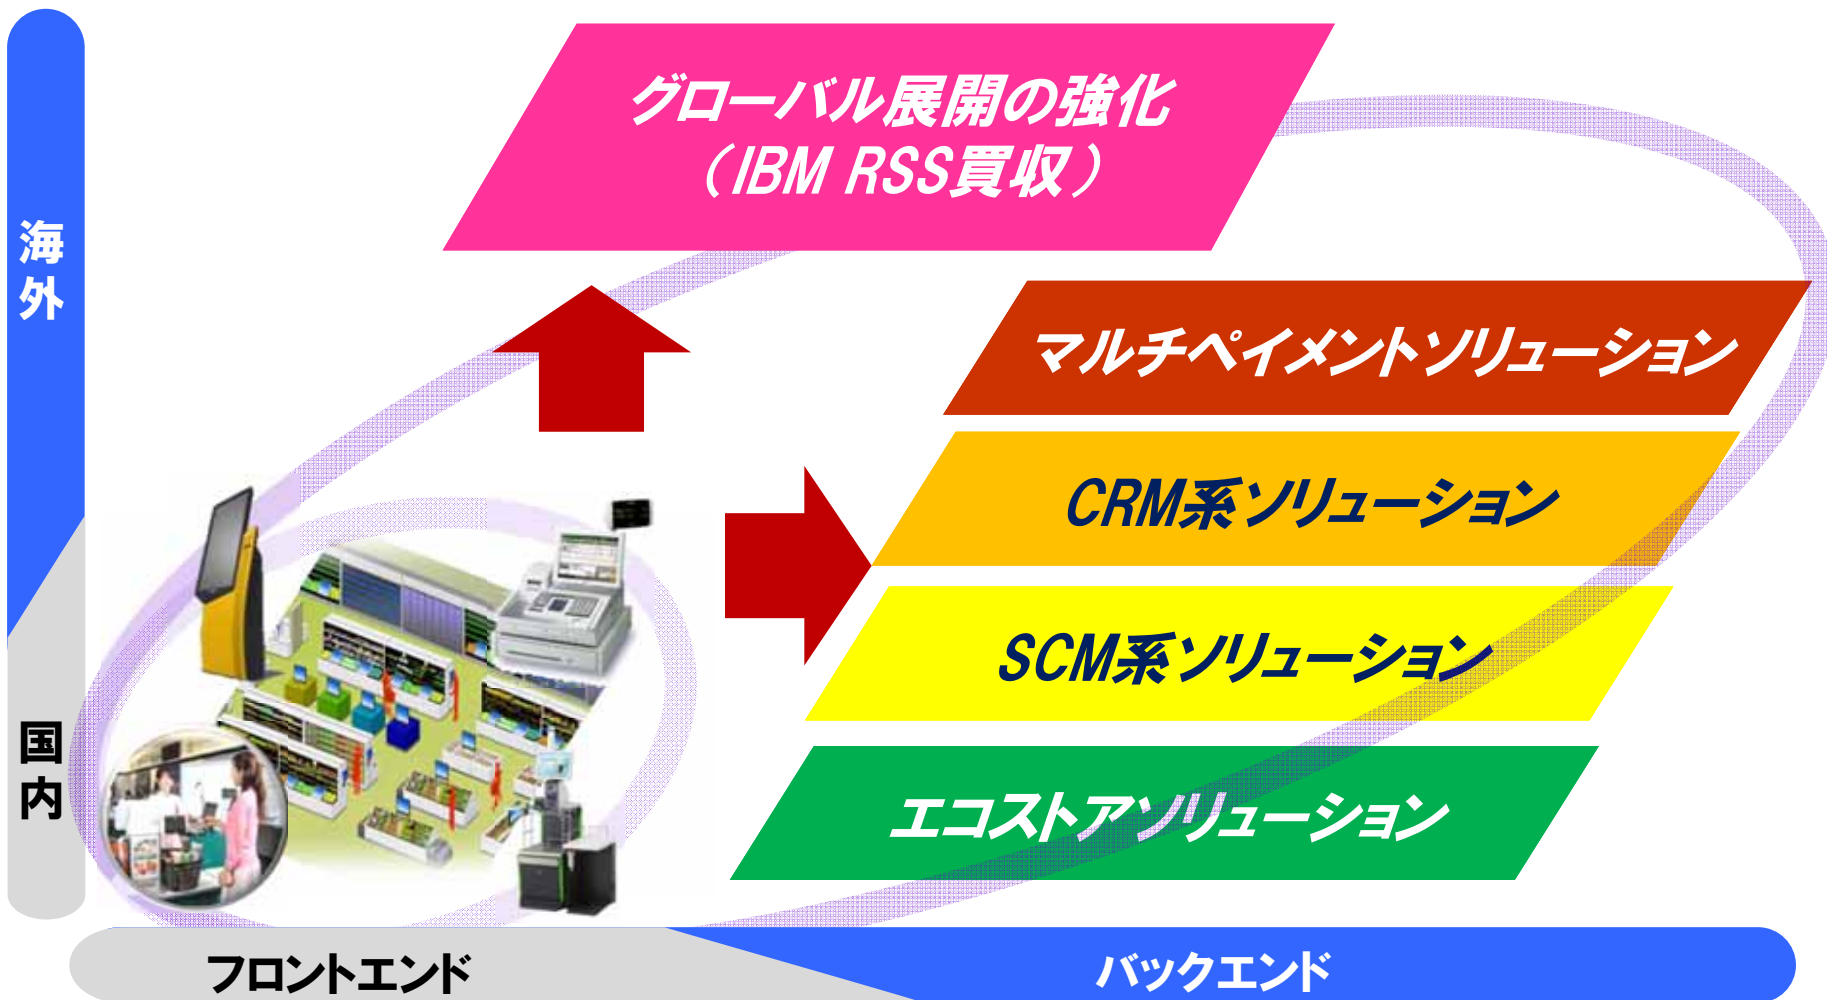 グローバル展開の強化
（IBM RSS買収）
海外
マルチペイメントソリューション
CRM系ソリューション
SCM系ソリューション
国内
エコストアソリューション
フロントエンド
バックエンド